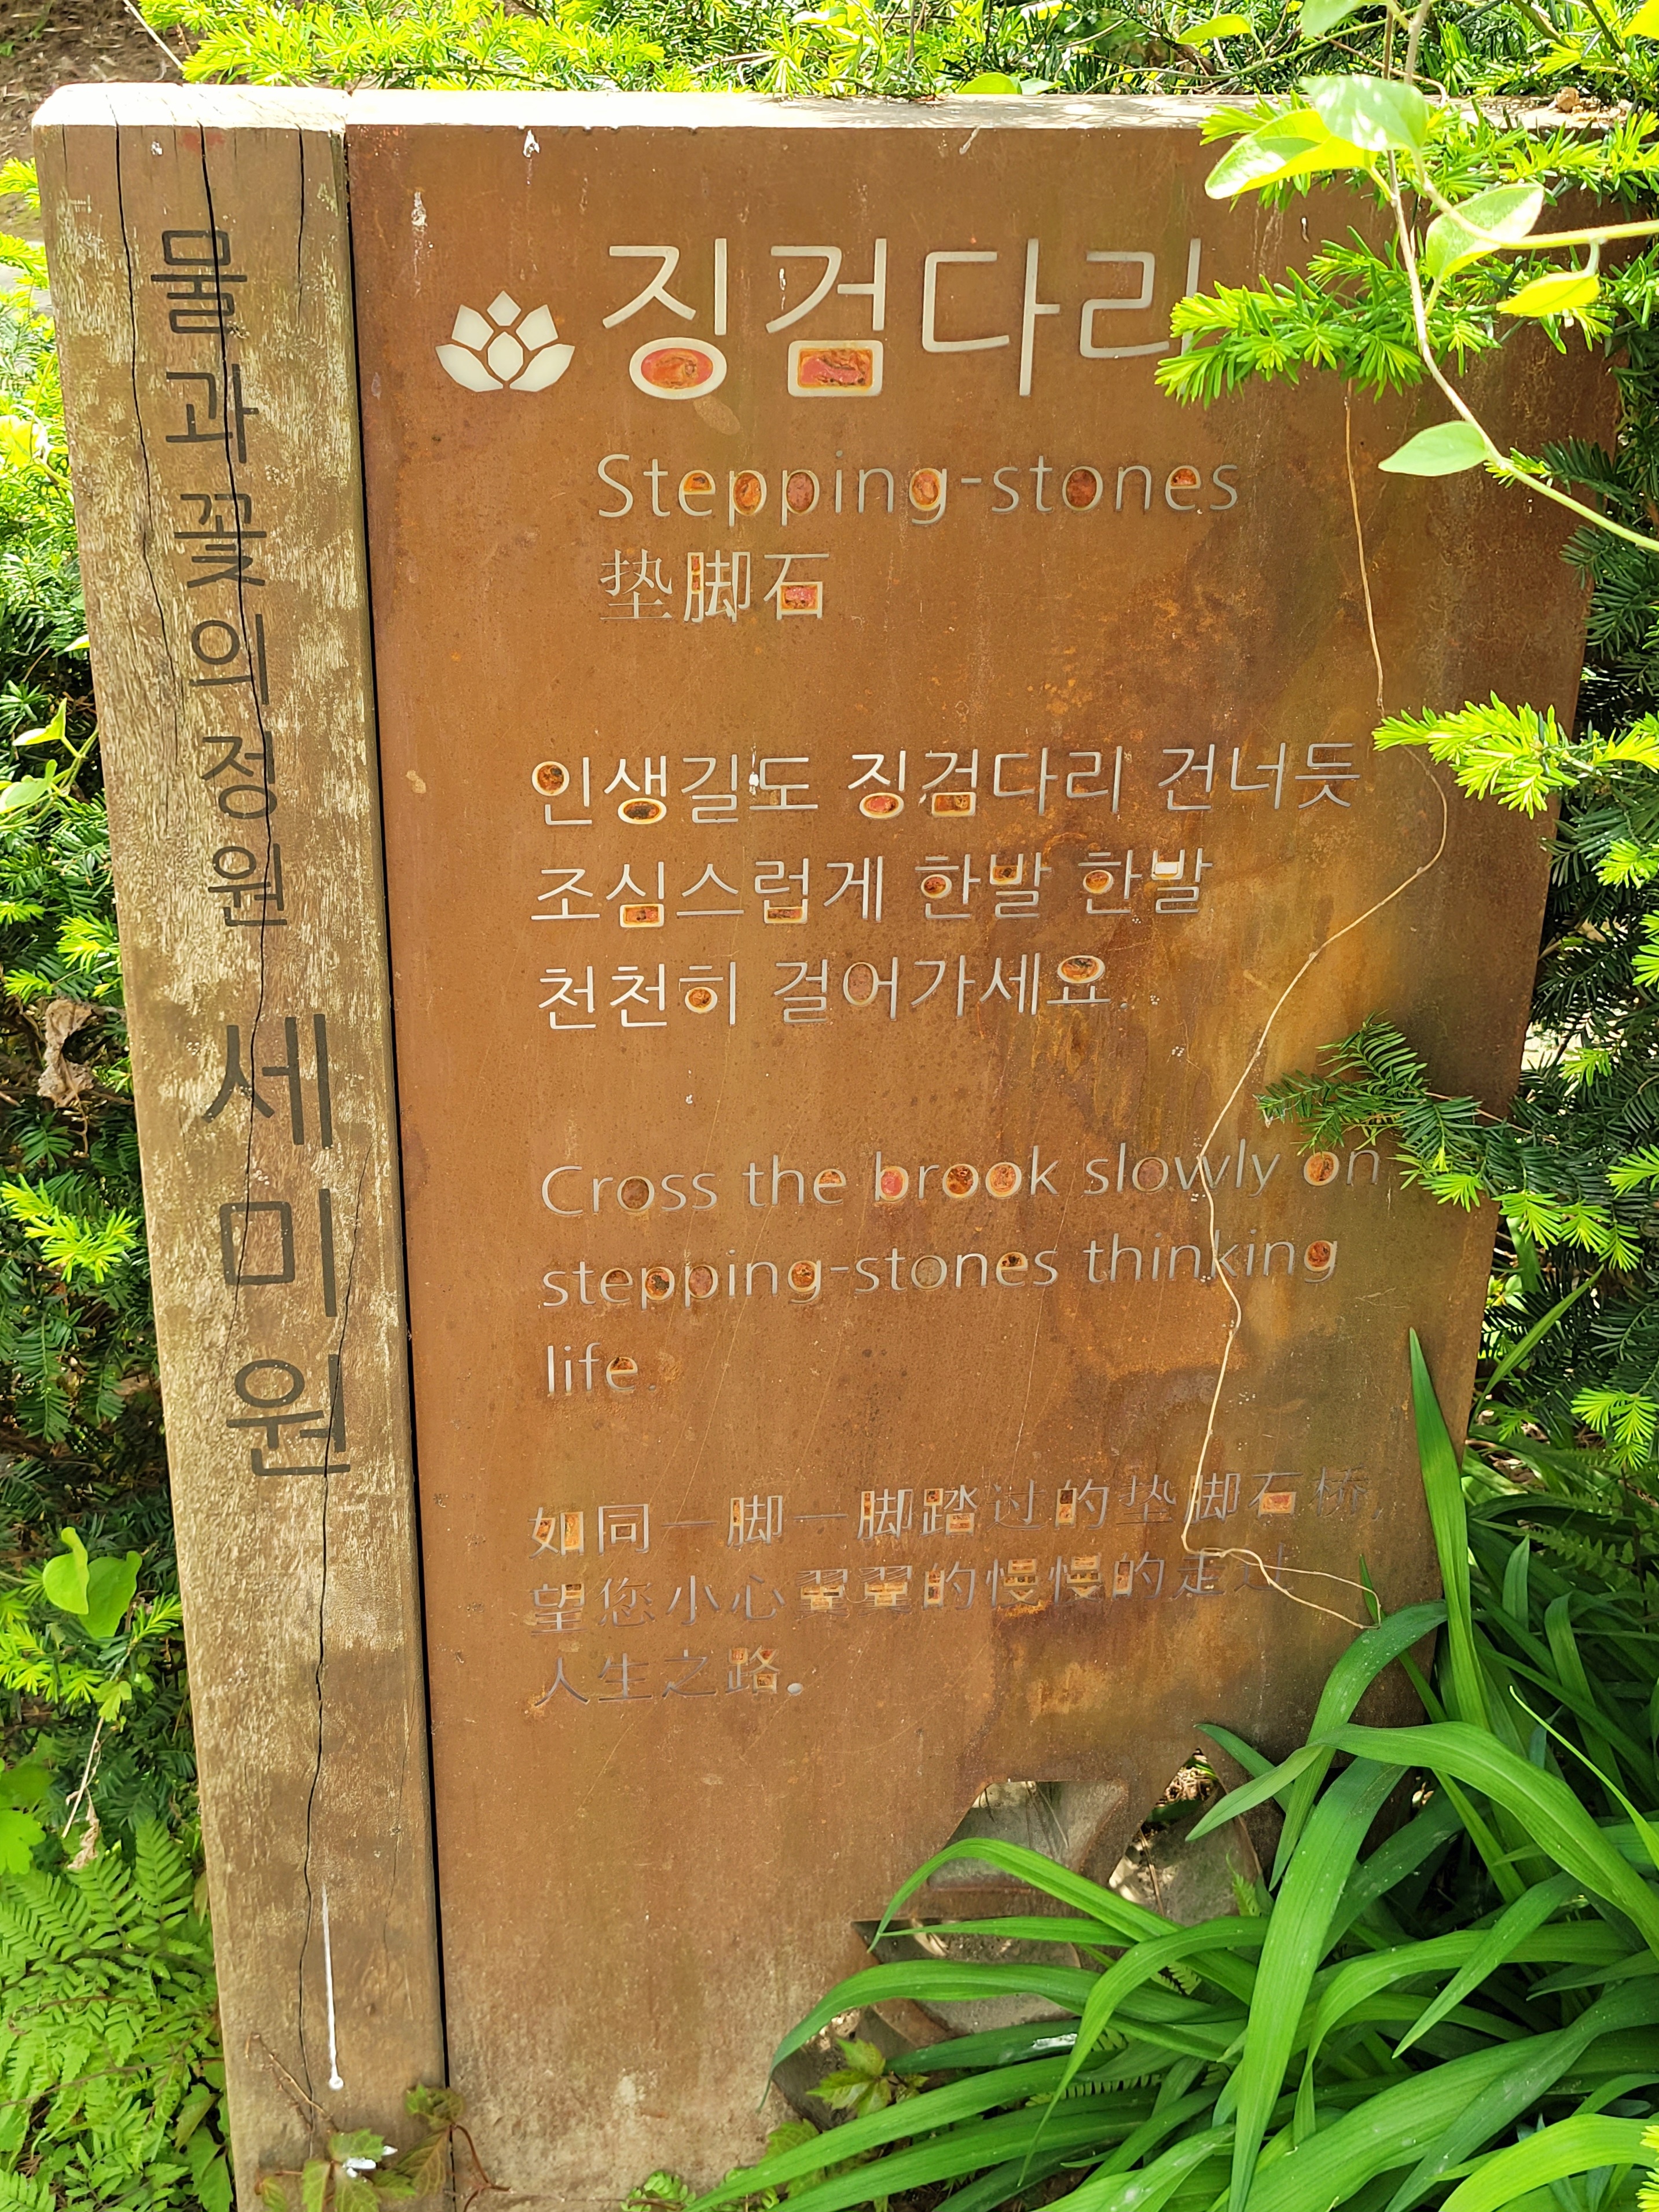 물과 꽃의 정원 세미원
징검다리
Stepping-stones
垫脚石
인생길도 징검다리 건너듯
조심스럽게 한발 한발
천천히 걸어가세요.
Cross the brook slowly on
stepping-stones thinking
life.
如同一脚一脚踏过的垫脚石桥,
望您小心翼翼的慢慢的走过
人生之路。